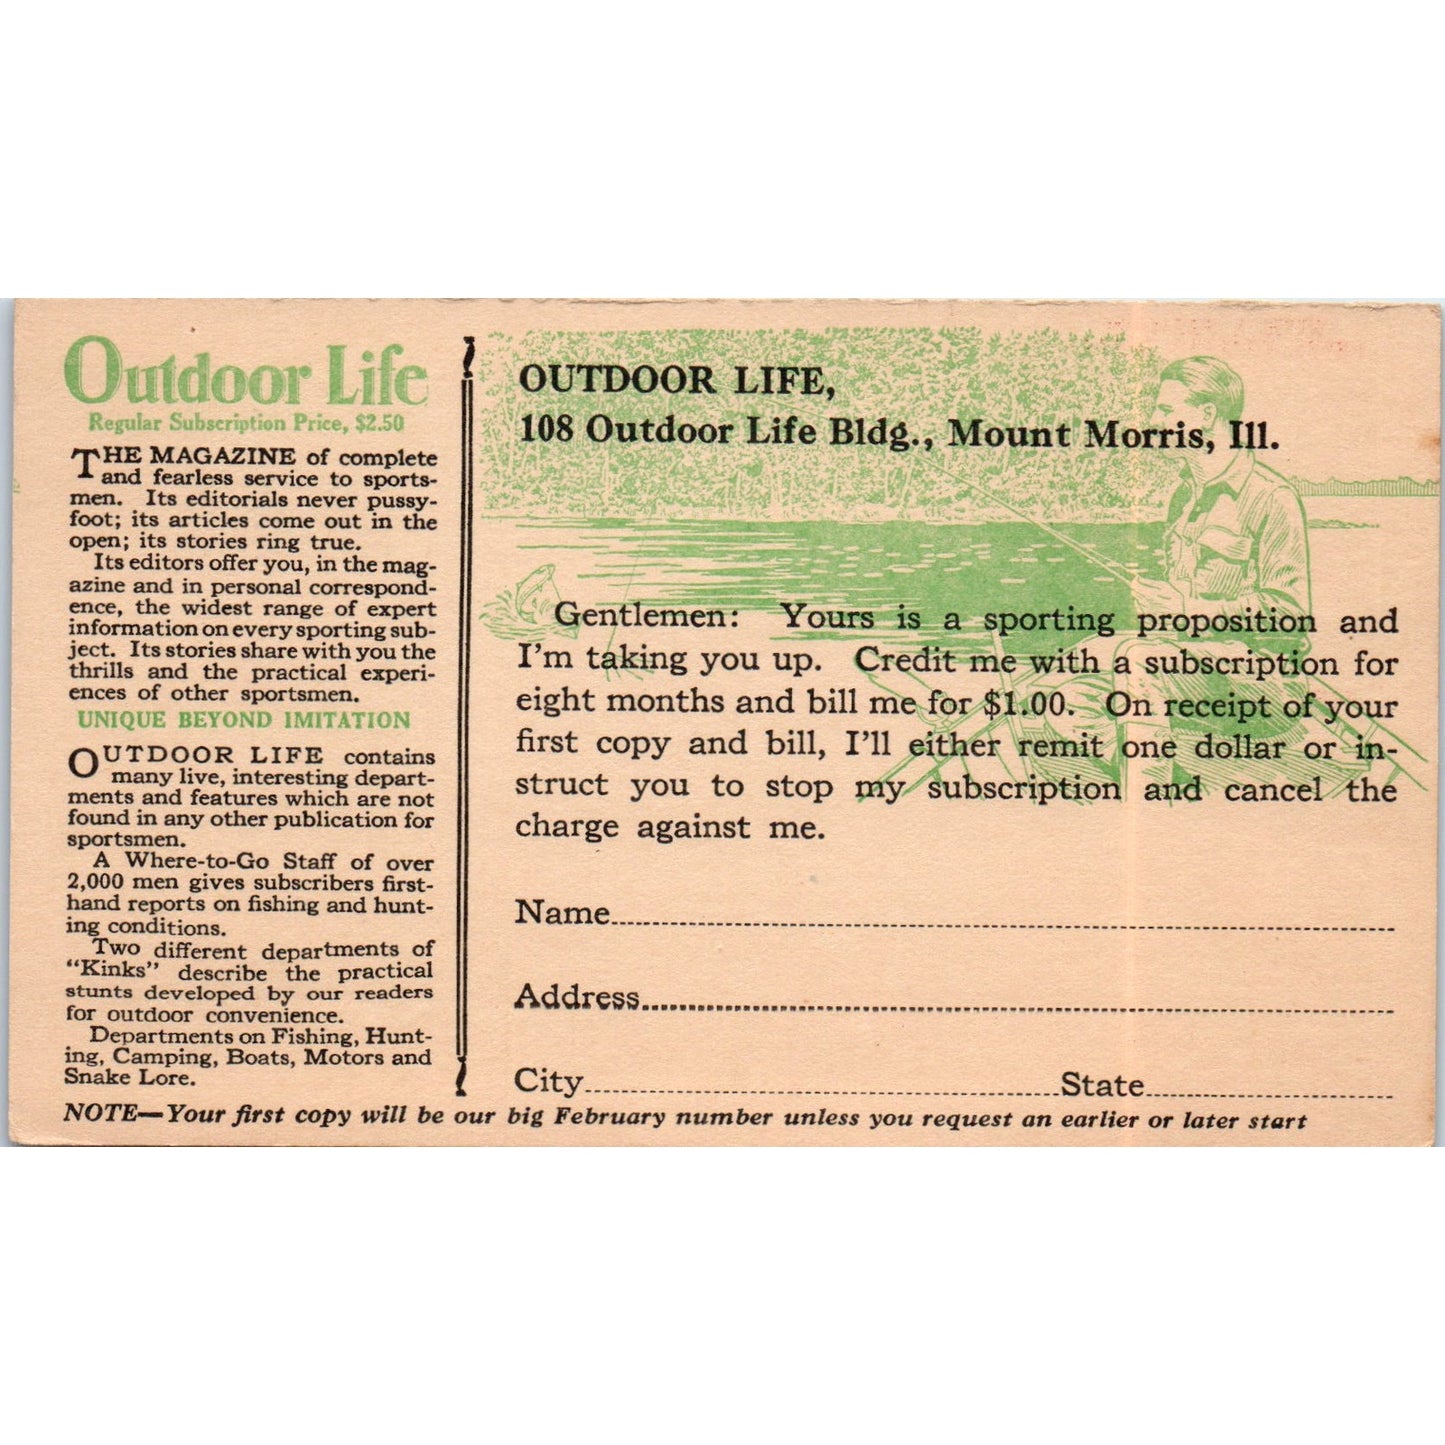 Outdoor Life
Regular Subscription Price, $2.50
THE MAGAZINE of complete
and fearless service to sports-
men. Its editorials never pussy-
foot; its articles come out in the
open; its stories ring true.
Its editors offer you, in the mag-
azine and in personal correspond-
ence, the widest range of expert
information on every sporting sub-
ject. Its stories share with you the
thrills and the practical experi-
ences of other sportsmen.
UNIQUE BEYOND IMITATION
OUTDOOR LIFE contains
many live, interesting depart-
ments and features which are not
found in any other publication for
sportsmen.
A Where-to-Go Staff of over
2,000 men gives subscribers first-
hand reports on fishing and hunt-
ing conditions.
Two different departments of
"Kinks" describe the practical
stunts developed by our readers
for outdoor convenience.
Departments on Fishing, Hunt-
ing, Camping, Boats, Motors and
Snake Lore.
OUTDOOR LIFE,
108 Outdoor Life Bldg., Mount Morris, Ill.
Gentlemen: Yours is a sporting proposition and
I'm taking you up. Credit me with a subscription for
eight months and bill me for $1.00. On receipt of your
first copy and bill, I'll either remit one dollar or in-
struct you to stop my subscription and cancel the
charge against me.
Name
Address
City State
NOTE—Your first copy will be our big February number unless you request an earlier or later start